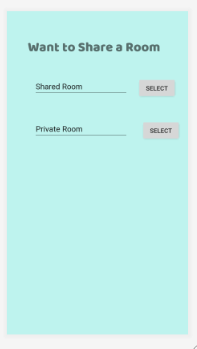 Want to Share a Room
Shared Room SELECT
Private Room SELECT